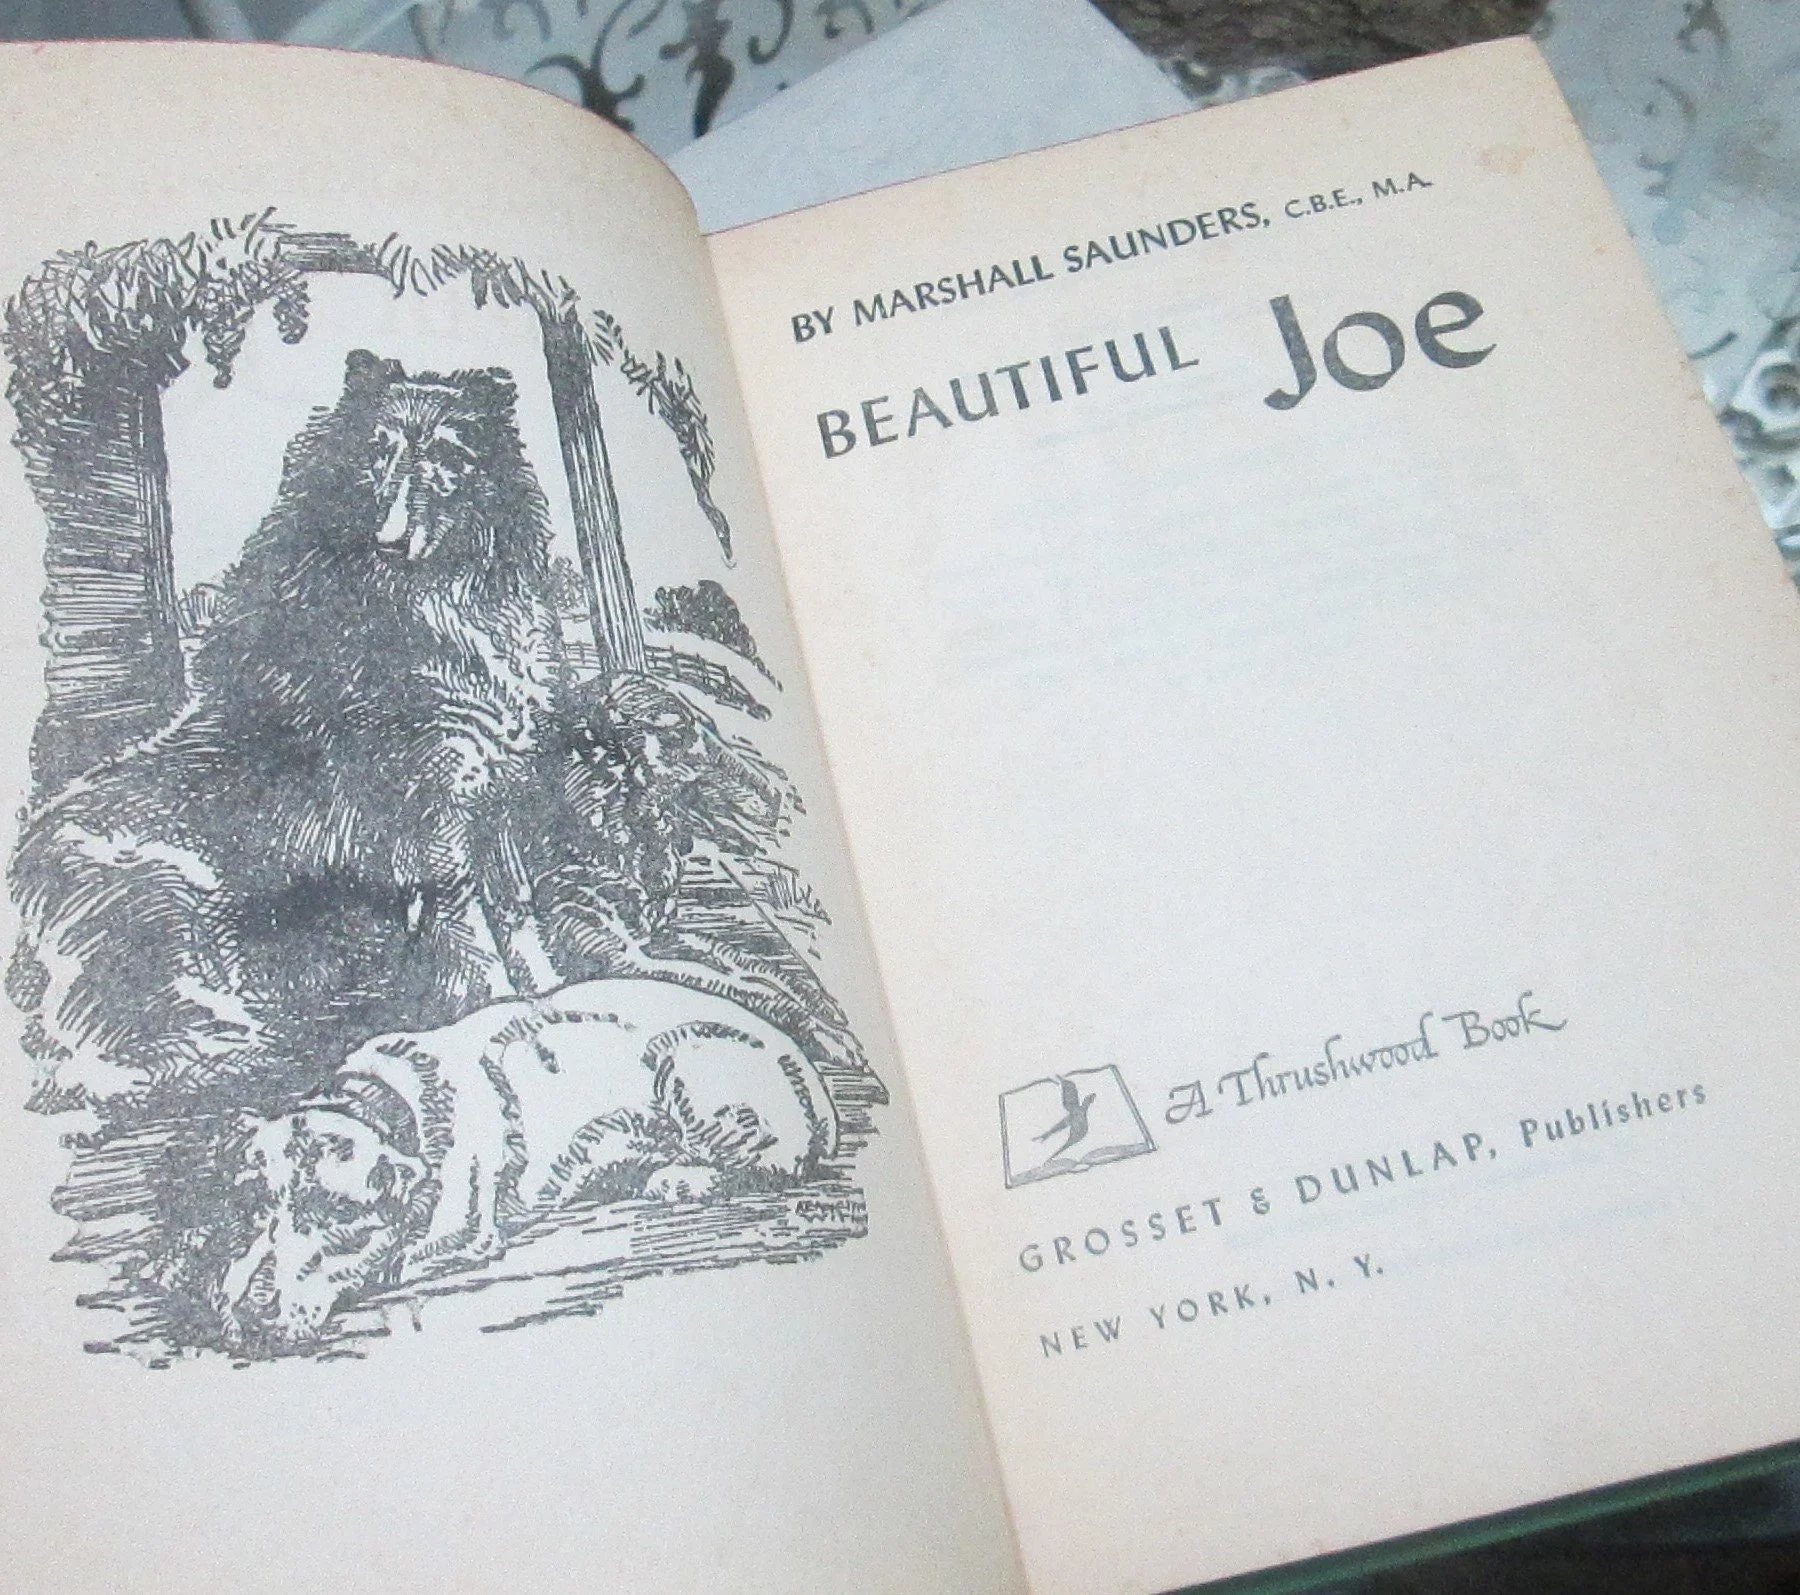 BY MARSHALL SAUNDERS, C.B.E., M.A.
BEAUTIFUL Joe
A Thrushwood Book
GROSSET & DUNLAP, Publishers
NEW YORK, N. Y.